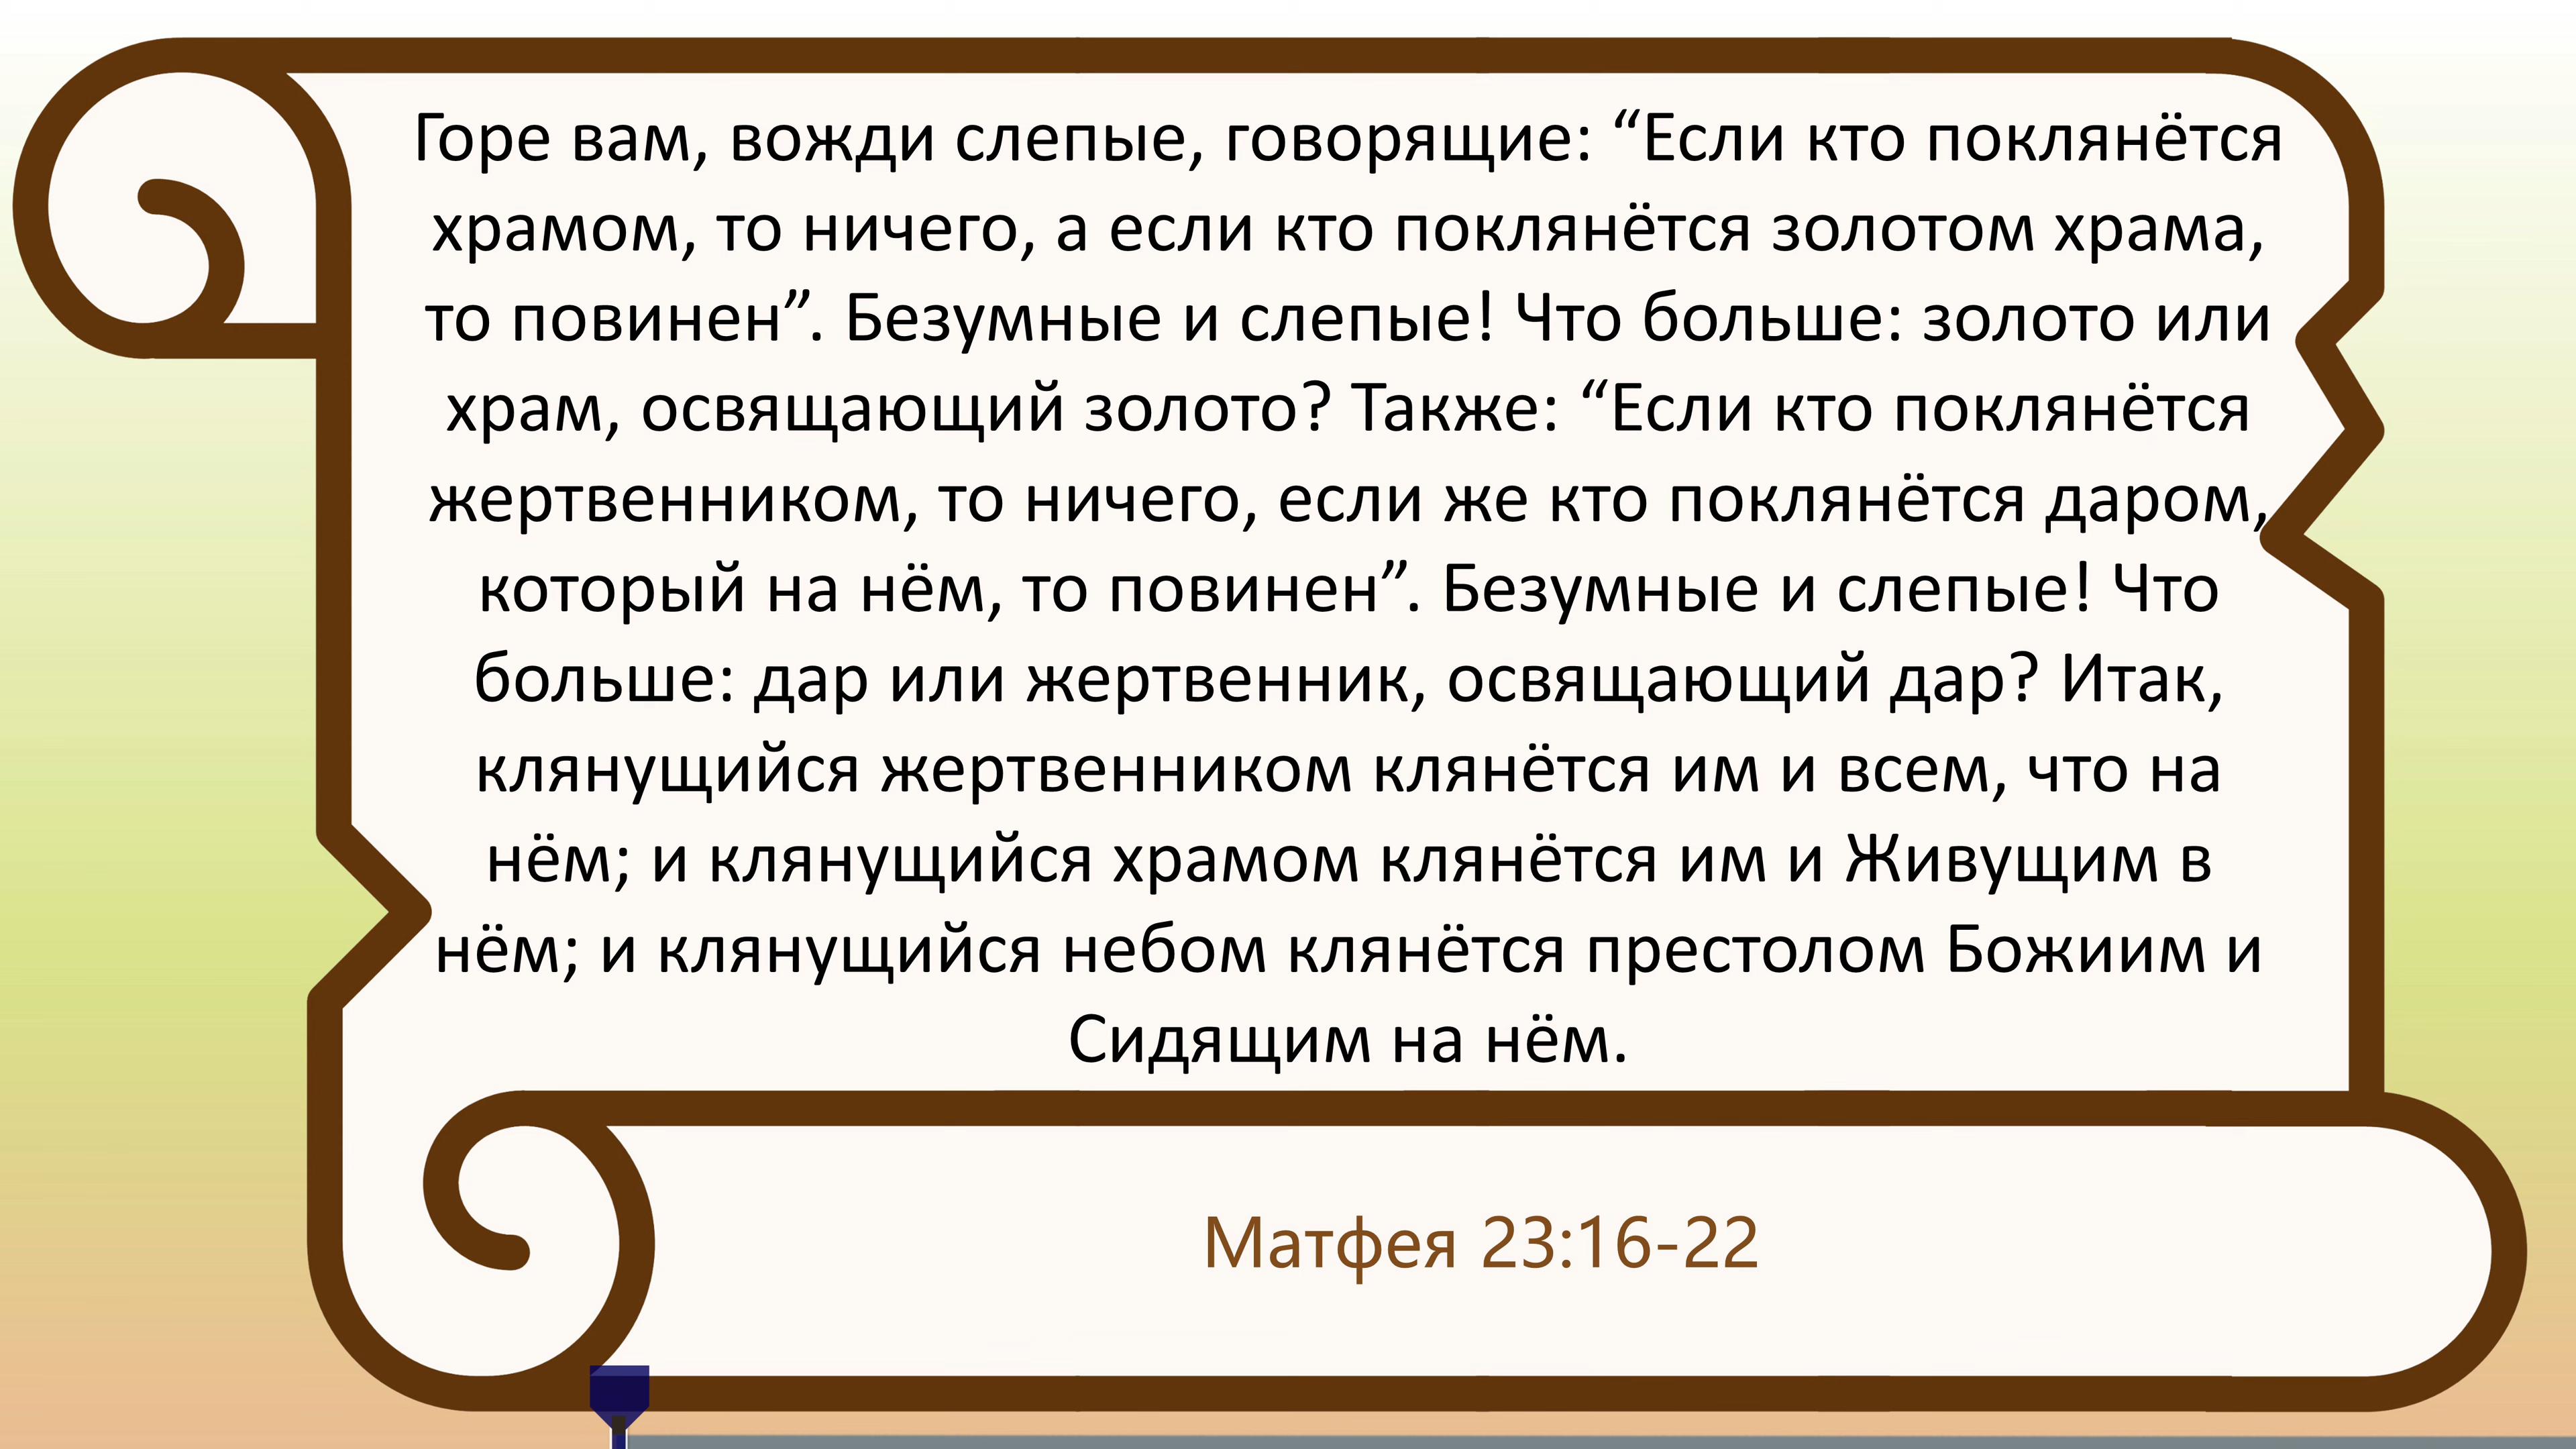 Горе вам, вожди слепые, говорящие: “Если кто поклянётся
храмом, то ничего, а если кто поклянётся золотом храма,
то повинен”. Безумные и слепые! Что больше: золото или
храм, освящающий золото? Также: “Если кто поклянётся
жертвенником, то ничего, если же кто поклянётся даром,
который на нём, то повинен”. Безумные и слепые! Что
больше: дар или жертвенник, освящающий дар? Итак,
клянущийся жертвенником клянётся им и всем, что на
нём; и клянущийся храмом клянётся им и Живущим в
нём; и клянущийся небом клянётся престолом Божиим и
Сидящим на нём.
Матфея 23:16-22